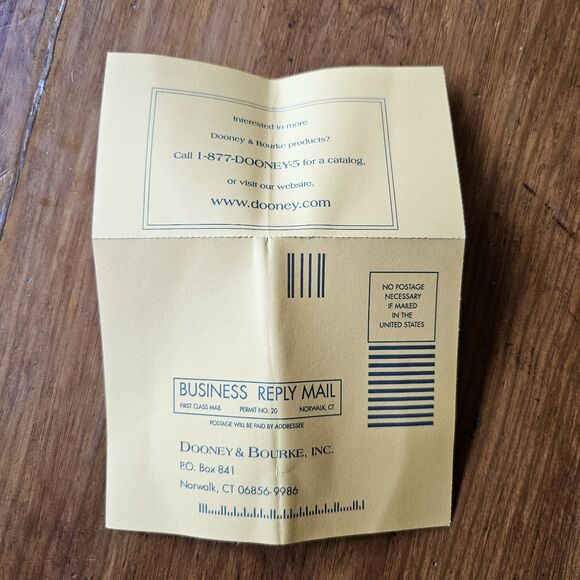 Interested in more
Dooney & Bourke products?
Call 1-877-DOONEY-5 for a catalog,
or visit our website,
www.dooney.com
NO POSTAGE
NECESSARY
IF MAILED
IN THE
UNITED STATES
BUSINESS REPLY MAIL
FIRST CLASS MAIL PERMIT NO. 20 NORWALK, CT
POSTAGE WILL BE PAID BY ADDRESSEE
DOONEY & BOURKE, INC.
P.O. Box 841
Norwalk, CT 06856-9986